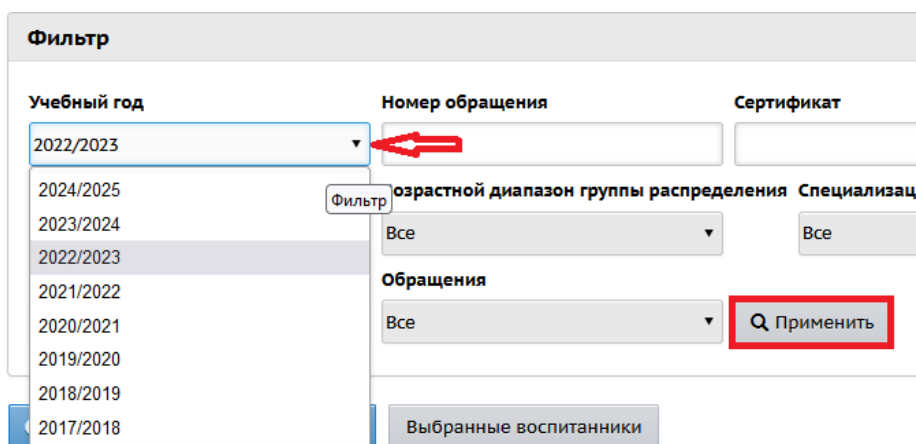 Фильтр
Учебный год
Номер обращения
Сертификат
2022/2023
2024/2025
2023/2024
2022/2023
2021/2022
2020/2021
2019/2020
2018/2019
2017/2018
Фильтр
озрастной диапазон группы распределения
Специализац
Все
Все
Обращения
Все
Применить
Выбранные воспитанники